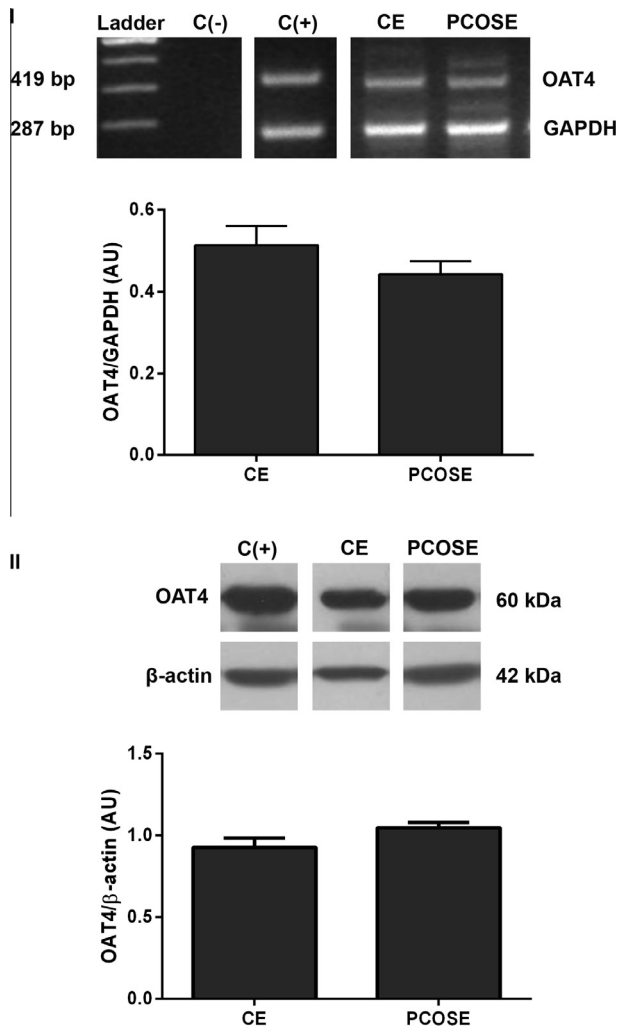 I
Ladder C(-) C(+) CE PCOSE
419 bp OAT4
287 bp GAPDH
OAT4/GAPDH (AU)
0.6
0.4
0.2
0.0
CE PCOSE
II
C(+) CE PCOSE
OAT4 60 kDa
β-actin 42 kDa
OAT4/β-actin (AU)
1.5
1.0
0.5
0.0
CE PCOSE